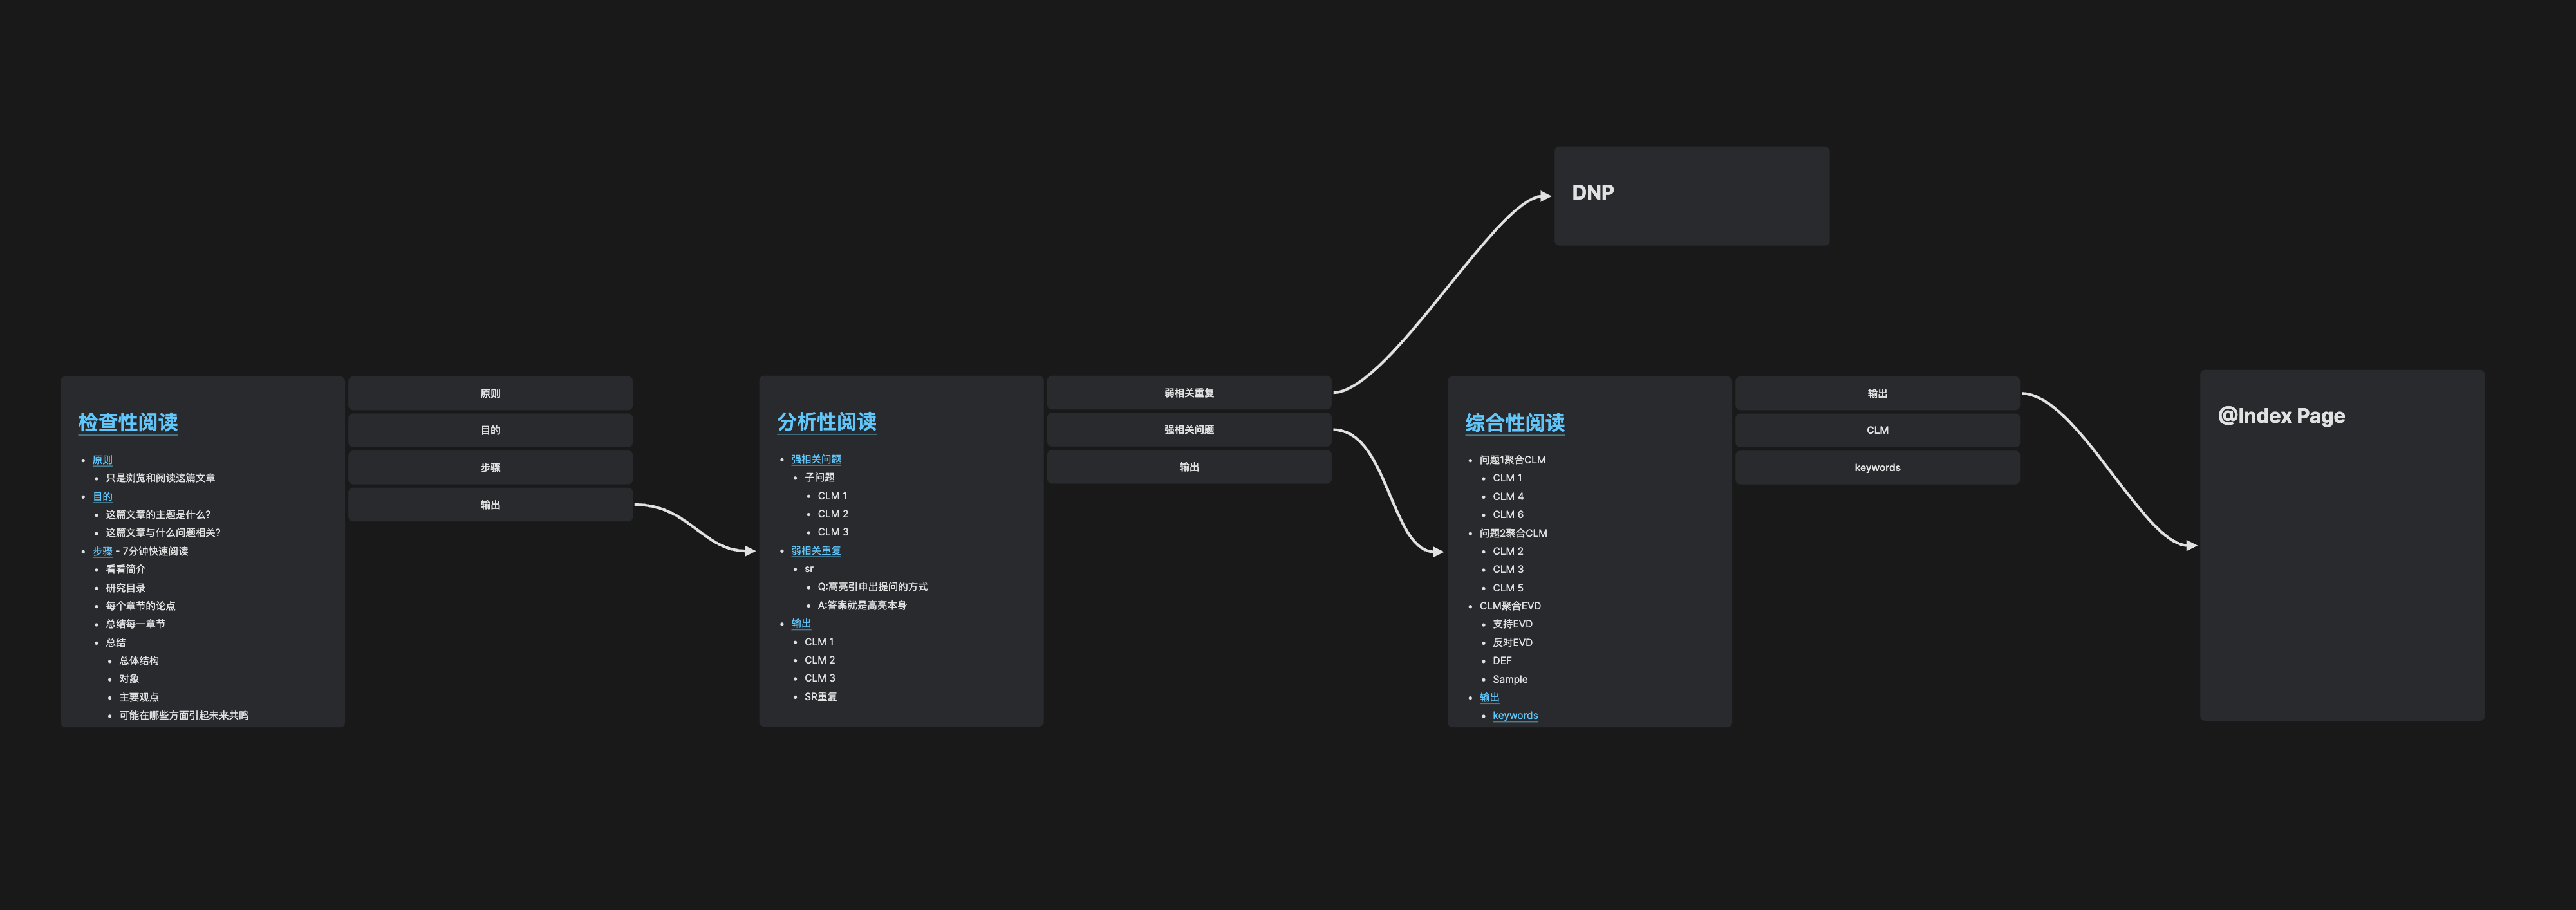 检查性阅读
原则
只是浏览和阅读这篇文章
目的
这篇文章的主题是什么?
这篇文章与什么问题相关?
步骤 - 7分钟快速阅读
看看简介
研究目录
每个章节的论点
总结每一章节
总结
总体结构
对象
主要观点
可能在哪些方面引起未来共鸣
原则
目的
步骤
输出
分析性阅读
强相关问题
子问题
CLM 1
CLM 2
CLM 3
弱相关重复
sr
Q:高亮引申出提问的方式
A:答案就是高亮本身
输出
CLM 1
CLM 2
CLM 3
SR重复
弱相关重复
强相关问题
输出
DNP
综合性阅读
问题1聚合CLM
CLM 1
CLM 4
CLM 6
问题2聚合CLM
CLM 2
CLM 3
CLM 5
CLM聚合EVD
支持EVD
反对EVD
DEF
Sample
输出
keywords
输出
CLM
keywords
@Index Page